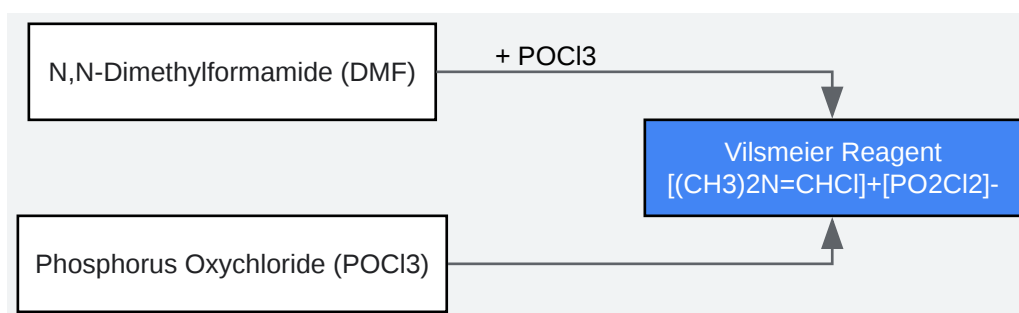 N,N-Dimethylformamide (DMF)
+ POCl3
Vilsmeier Reagent
[(CH3)2N=CHCl]+[PO2Cl2]-
Phosphorus Oxychloride (POCl3)